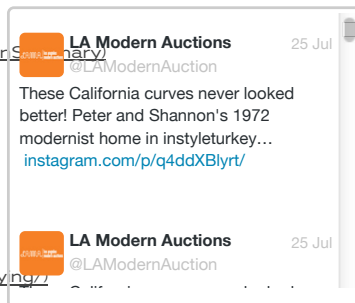 LA Modern Auctions 25 Jul
@LAModernAuction
These California curves never looked
better! Peter and Shannon's 1972
modernist home in instyleturkey…
instagram.com/p/q4ddXBlyrt/
LA Modern Auctions 25 Jul
@LAModernAuction